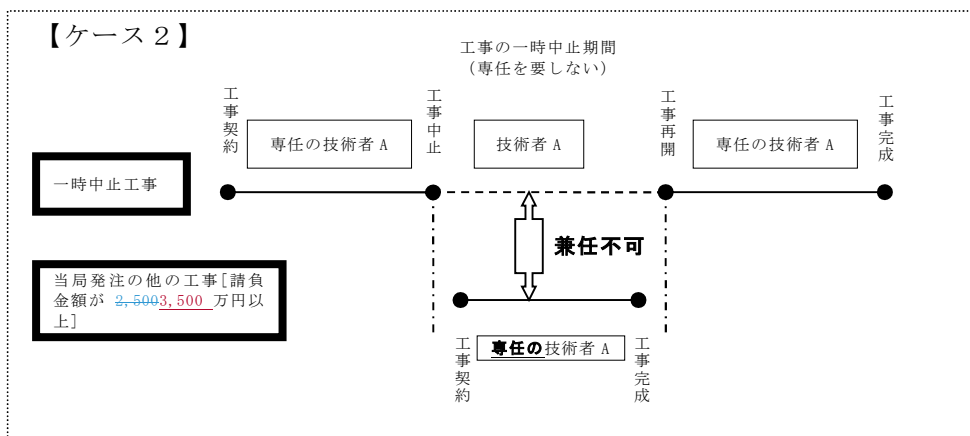 【ケース２】
工事の一時中止期間
（専任を要しない）
工事契約
工事中止
工事再開
工事完成
専任の技術者 A
技術者 A
専任の技術者 A
一時中止工事
兼任不可
当局発注の他の工事[請負
金額が 2,5003,500 万円以
上]
工事契約
専任の技術者 A
工事完成